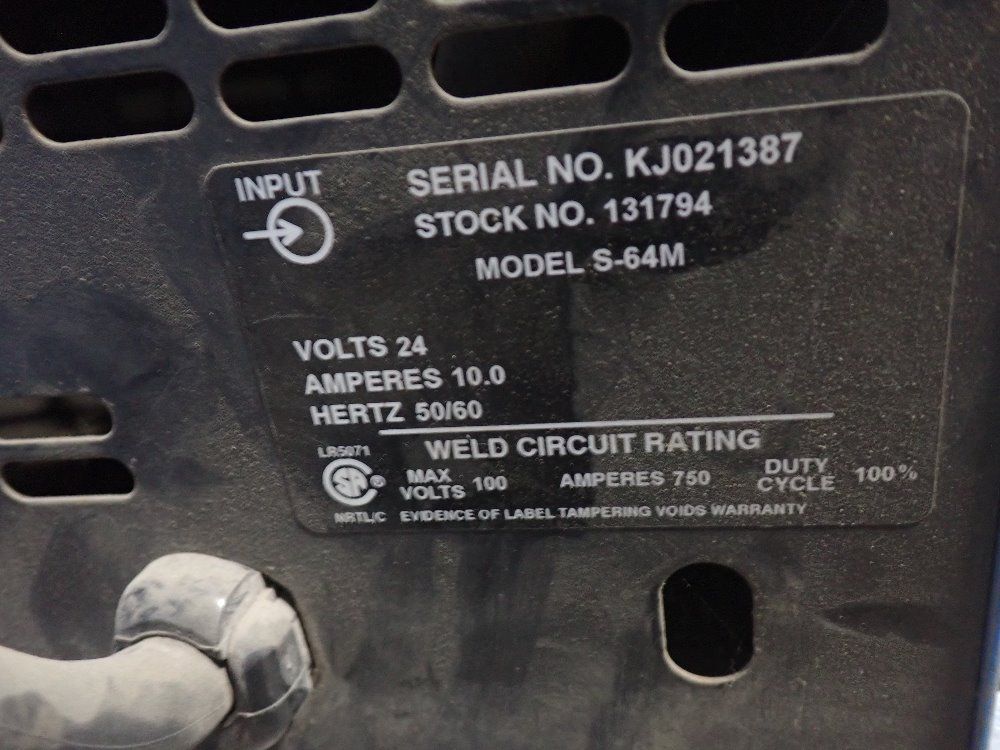 INPUT
SERIAL NO. KJ021387
STOCK NO. 131794
MODEL S-64M
VOLTS 24
AMPERES 10.0
HERTZ 50/60
WELD CIRCUIT RATING
LR5071
SA ®
NRTL/C
MAX VOLTS 100 AMPERES 750 DUTY CYCLE 100%
EVIDENCE OF LABEL TAMPERING VOIDS WARRANTY